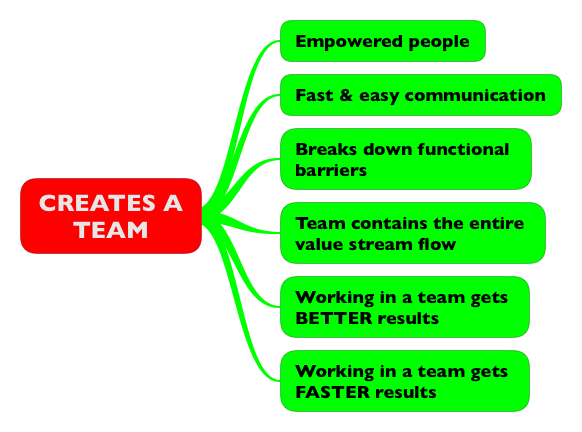 CREATES A
TEAM
Empowered people
Fast & easy communication
Breaks down functional
barriers
Team contains the entire
value stream flow
Working in a team gets
BETTER results
Working in a team gets
FASTER results